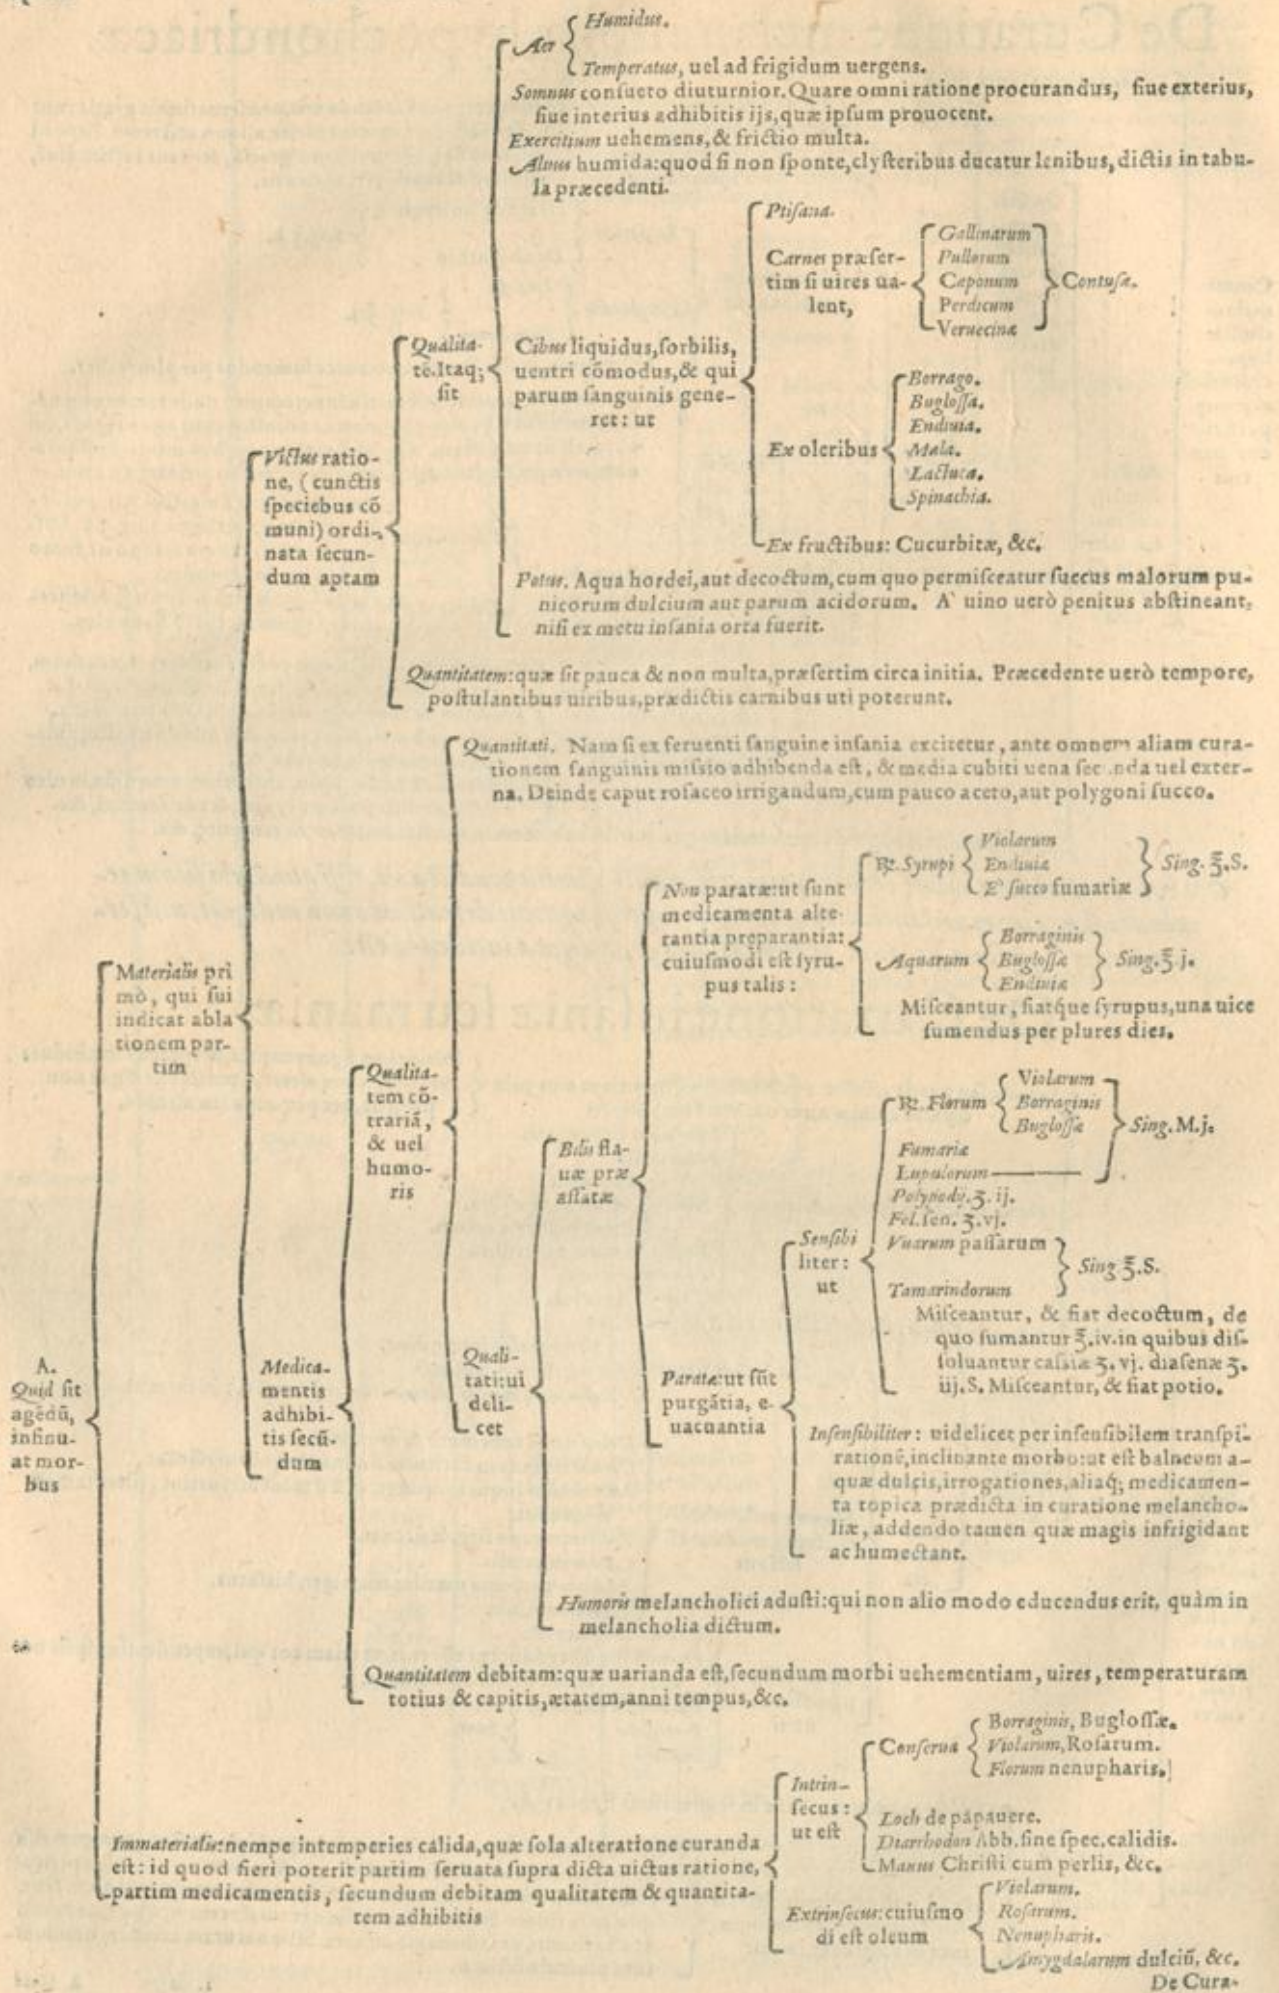 Aer
Humidus.
Temperatus, uel ad frigidum uergens.
Somnus consueto diuturnior. Quare omni ratione procurandus, siue exterius,
siue interius adhibitis ijs, quæ ipsum prouocent.
Exercitium uehemens, & frictio multa.
Aluus humida: quod si non sponte, clysteribus ducatur lenibus, dictis in tabu-
la præcedenti.
Qualita-
tē. Itaq;
sit
Cibus liquidus, sorbilis,
uentri cōmodus, & qui
parum sanguinis gene-
ret: ut
Ptisana.
Carnes præser-
tim si uires ua-
lent,
Gallinarum
Pullorum
Caponum
Perdicum
Veruecinæ
Contusæ.
Ex oleribus
Borrago.
Buglossa.
Endiuia.
Mala.
Lactuca.
Spinachia.
Ex fructibus: Cucurbitæ, &c.
Potus. Aqua hordei, aut decoctum, cum quo permisceatur succus malorum pu-
nicorum dulcium aut parum acidorum. A` uino uerò penitus abstineant,
nisi ex metu insania orta fuerit.
Victus ratio-
ne, (cunctis
speciebus cō
muni) ordi-
nata secun-
dum aptam
Quantitatem: quæ sit pauca & non multa, præsertim circa initia. Præcedente uerò tempore,
postulantibus uiribus, prædictis carnibus uti poterunt.
Quantitati. Nam si ex feruenti sanguine insania excitetur, ante omnem aliam cura-
tionem sanguinis missio adhibenda est, & media cubiti uena sec nda uel exter-
na. Deinde caput rosaceo irrigandum, cum pauco aceto, aut polygoni succo.
Materialis pri
mò, qui sui
indicat abla
tionem par-
tim
Qualita-
tem cō-
trariā,
& uel
humo-
ris
Bilis fla-
uæ præ
assatæ
Non paratæ: ut sunt
medicamenta alte-
rantia preparantia:
cuiusmodi est syru-
pus talis:
℞. Syrupi
Violarum
Endiuiæ
E` succo fumariæ
Sing. ℥. S.
Aquarum
Borraginis
Buglossæ
Endiuiæ
Sing. ℥. j.
Misceantur, fiatq́ue syrupus, una uice
sumendus per plures dies.
Sensibi
liter:
ut
℞. Florum
Violarum
Borraginis
Buglossæ
Fumariæ
Lupulorum
Sing. M. j.
Polypodij. ʒ. ij.
Fol. sen. ʒ. vj.
Vuarum passarum
Tamarindorum
Sing ℥. S.
Misceantur, & fiat decoctum, de
quo sumantur ℥. iv. in quibus dis-
soluantur cassiæ ʒ. vj. diasenæ ʒ.
iij. S. Misceantur, & fiat potio.
Paratæ: ut sūt
purgātia, e-
uacuantia
Insensibiliter: uidelicet per insensibilem transpi-
rationē, inclinante morbo: ut est balneum a-
quæ dulcis, irrogationes, aliaq́; medicamen-
ta topica prædicta in curatione melancho-
liæ, addendo tamen quæ magis infrigidant
ac humectant.
Quali-
tati: ui
deli-
cet
Humoris melancholici adusti: qui non alio modo educendus erit, quàm in
melancholia dictum.
Medica-
mentis
adhibi-
tis secū-
dum
Quantitatem debitam: quæ uarianda est, secundum morbi uehementiam, uires, temperaturam
totius & capitis, ætatem, anni tempus, &c.
A.
Quid sit
agēdū,
insinu-
at mor-
bus
Immaterialis: nempe intemperies calida, quæ sola alteratione curanda
est: id quod fieri poterit partim seruata supra dicta uictus ratione,
partim medicamentis, secundum debitam qualitatem & quantita-
tem adhibitis
Intrin-
secus:
ut est
Conserua
Borraginis, Buglossæ.
Violarum, Rosarum.
Florum nenupharis.
Loch de papauere.
Diarrhodon Abb. sine spec. calidis.
Manus Christi cum perlis, &c.
Extrinsecus: cuiusmo
di est oleum
Violarum.
Rosarum.
Nenupharis.
Amygdalarum dulciū, &c.
De Cura-